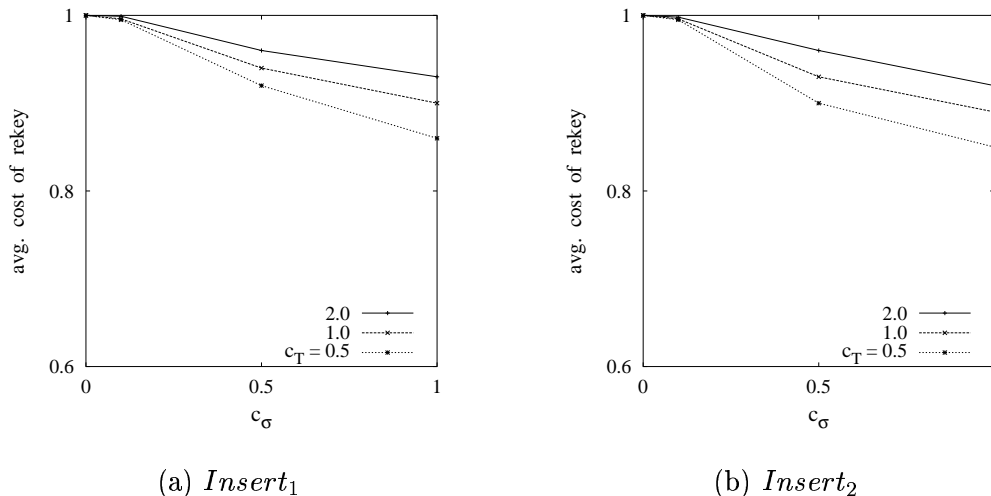 1
0.8
0.6
avg. cost of rekey
2.0
1.0
c_T = 0.5
0
0.5
1
c_σ
(a) Insert₁
1
0.8
0.6
avg. cost of rekey
2.0
1.0
c_T = 0.5
0
0.5
c_σ
(b) Insert₂